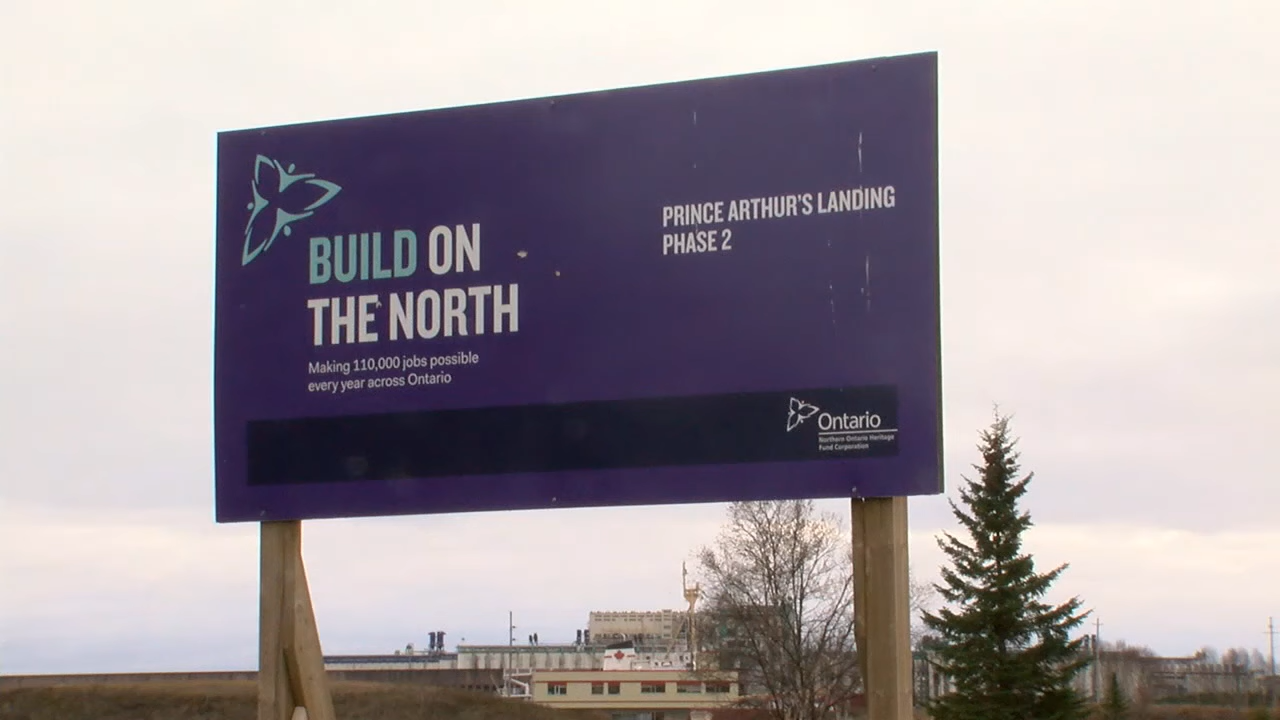 BUILD ON
THE NORTH
Making 110,000 jobs possible
every year across Ontario
PRINCE ARTHUR'S LANDING
PHASE 2
Ontario
Northern Ontario Heritage
Fund Corporation